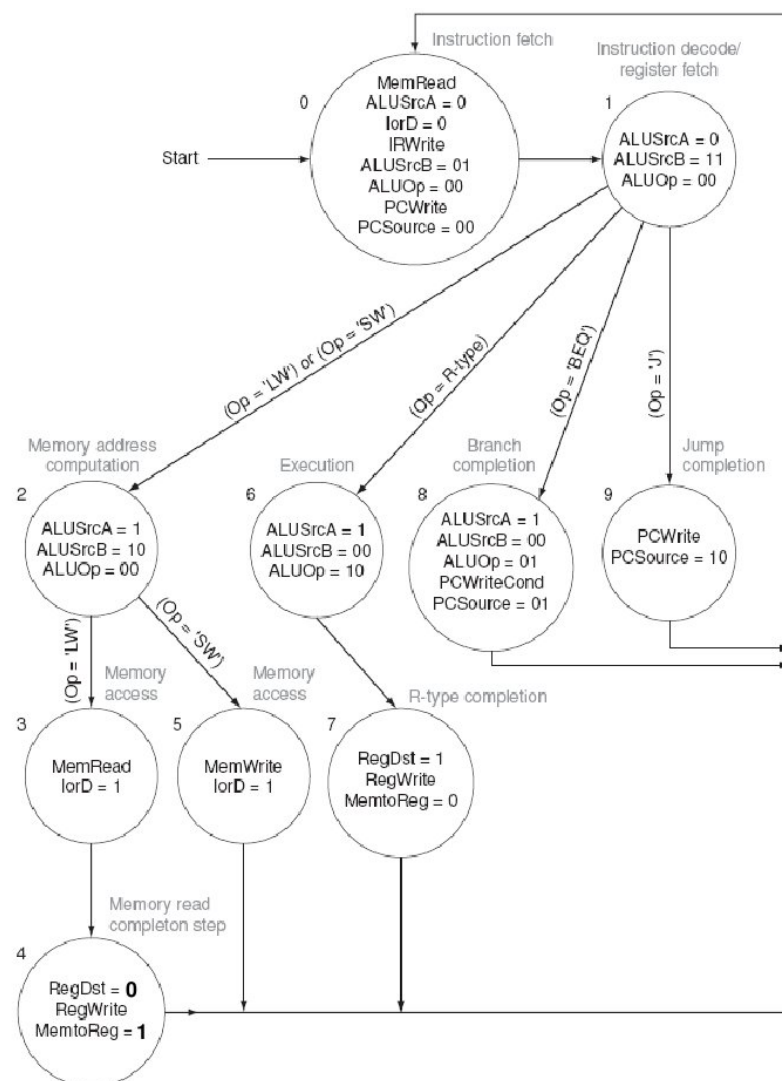 Instruction fetch
0
MemRead
ALUSrcA = 0
IorD = 0
IRWrite
ALUSrcB = 01
ALUOp = 00
PCWrite
PCSource = 00
Start
Instruction decode/
register fetch
1
ALUSrcA = 0
ALUSrcB = 11
ALUOp = 00
(Op = 'LW') or (Op = 'SW')
(Op = R-type)
(Op = 'BEQ')
(Op = 'J')
Memory address
computation
2
ALUSrcA = 1
ALUSrcB = 10
ALUOp = 00
Execution
6
ALUSrcA = 1
ALUSrcB = 00
ALUOp = 10
Branch
completion
8
ALUSrcA = 1
ALUSrcB = 00
ALUOp = 01
PCWriteCond
PCSource = 01
Jump
completion
9
PCWrite
PCSource = 10
(Op = 'LW')
(Op = 'SW')
Memory
access
3
MemRead
IorD = 1
Memory
access
5
MemWrite
IorD = 1
R-type completion
7
RegDst = 1
RegWrite
MemtoReg = 0
Memory read
completon step
4
RegDst = 0
RegWrite
MemtoReg = 1